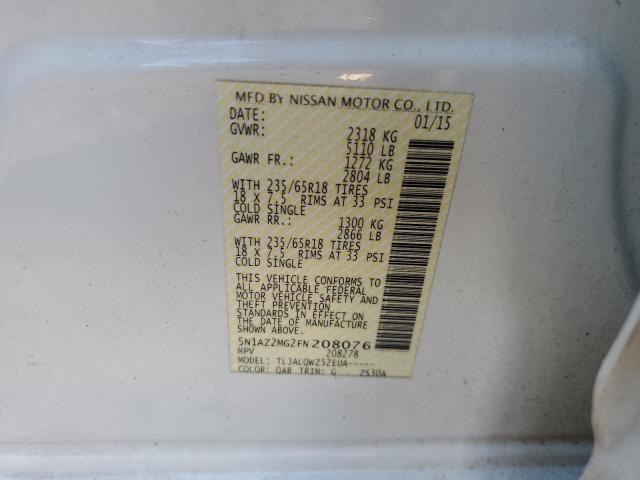 MFD BY NISSAN MOTOR CO., LTD.
DATE: 01/15
GVWR: 2318 KG
5110 LB
GAWR FR.: 1272 KG
2804 LB
WITH 235/65R18 TIRES
18 X 7.5 RIMS AT 33 PSI
COLD SINGLE
GAWR RR.: 1300 KG
2866 LB
WITH 235/65R18 TIRES
18 X 7.5 RIMS AT 33 PSI
COLD SINGLE
THIS VEHICLE CONFORMS TO
ALL APPLICABLE FEDERAL
MOTOR VEHICLE SAFETY AND
THEFT PREVENTION
STANDARDS IN EFFECT ON
THE DATE OF MANUFACTURE
SHOWN ABOVE.
5N1AZ2MG2FN208076
MPV 208278
MODEL: TLJALQWZ52EUA-----
COLOR: QAB TRIM: G 2S30A